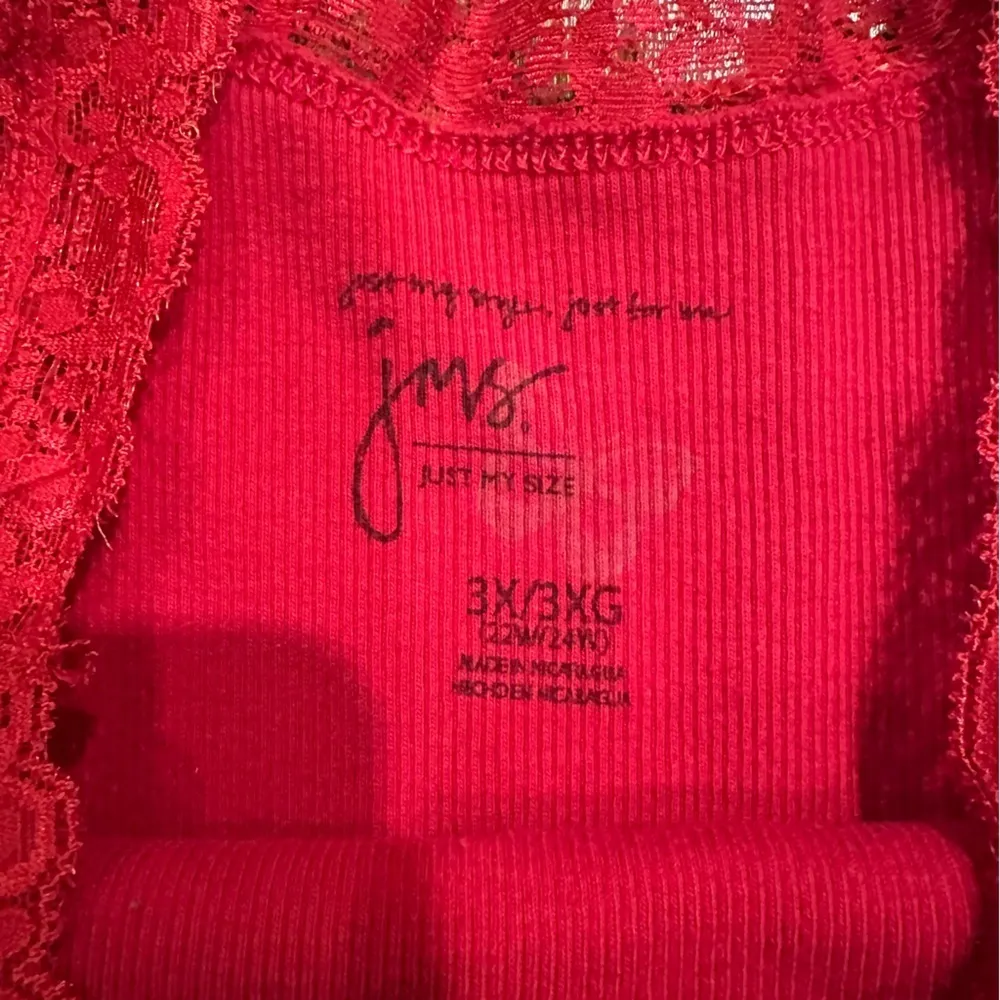 just my style. just for me
jms.
JUST MY SIZE
3X/3XG
(22W/24W)
MADE IN NICARAGUA
HECHO EN NICARAGUA